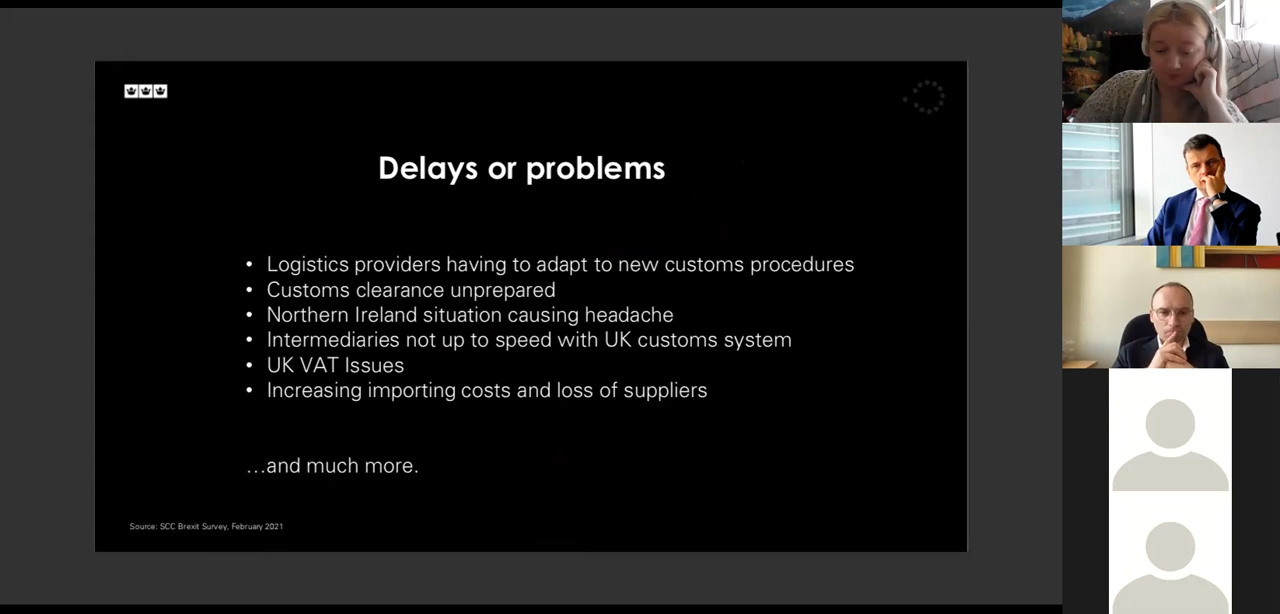 Delays or problems
• Logistics providers having to adapt to new customs procedures
• Customs clearance unprepared
• Northern Ireland situation causing headache
• Intermediaries not up to speed with UK customs system
• UK VAT Issues
• Increasing importing costs and loss of suppliers
…and much more.
Source: SCC Brexit Survey, February 2021